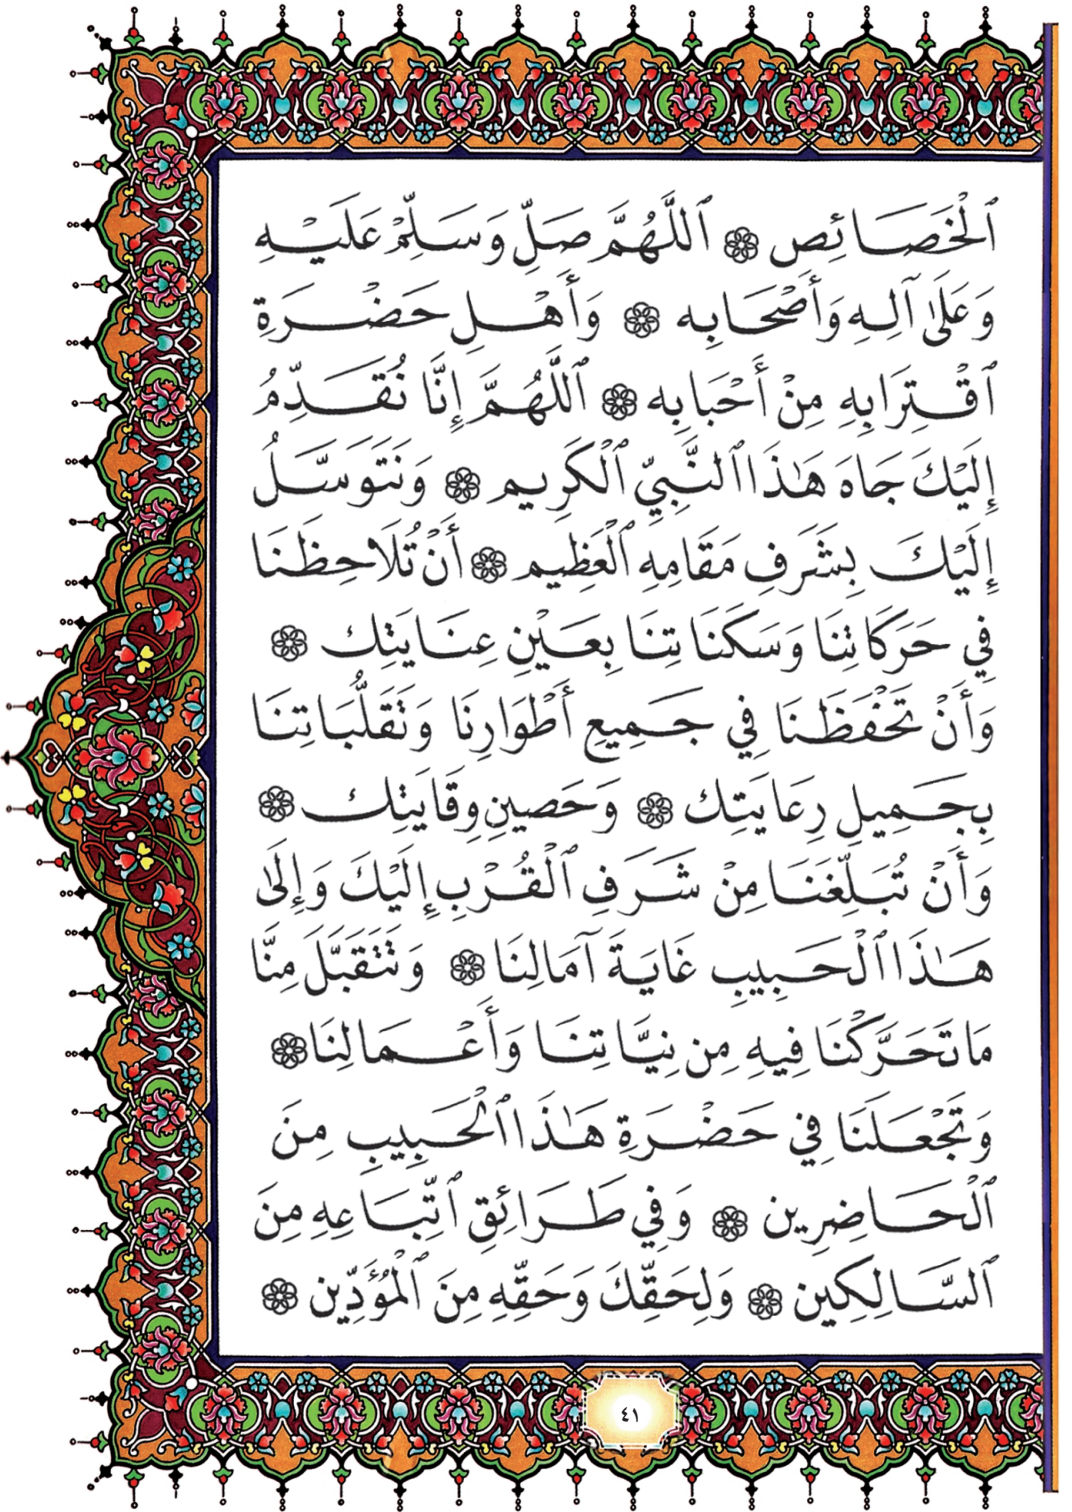 ٱلْخَصَائِصِ ۞ ٱللَّهُمَّ صَلِّ وَسَلِّمْ عَلَيْهِ
وَعَلَىٰ آلِهِ وَأَصْحَابِه ۞ وَأَهْلِ حَضْرَةِ
ٱقْتِرَابِهِ مِنْ أَحْبَابِه ۞ ٱللَّهُمَّ إِنَّا نُقَدِّمُ
إِلَيْكَ جَاهَ هَٰذَا ٱلنَّبِيِّ ٱلْكَرِيم ۞ وَنَتَوَسَّلُ
إِلَيْكَ بِشَرَفِ مَقَامِهِ ٱلْعَظِيم ۞ أَنْ تُلَاحِظَنَا
فِي حَرَكَاتِنَا وَسَكَنَاتِنَا بِعَيْنِ عِنَايَتِك ۞
وَأَنْ تَحْفَظَنَا فِي جَمِيعِ أَطْوَارِنَا وَتَقَلُّبَاتِنَا
بِجَمِيلِ رِعَايَتِك ۞ وَحَصِينِ وِقَايَتِك ۞
وَأَنْ تُبَلِّغَنَا مِنْ شَرَفِ ٱلْقُرْبِ إِلَيْكَ وَإِلَىٰ
هَٰذَا ٱلْحَبِيبِ غَايَةَ آمَالِنَا ۞ وَتَتَقَبَّلَ مِنَّا
مَا تَحَرَّكْنَا فِيهِ مِن نِيَّاتِنَا وَأَعْمَالِنَا ۞
وَتَجْعَلَنَا فِي حَضْرَةِ هَٰذَا ٱلْحَبِيبِ مِنَ
ٱلْحَاضِرِين ۞ وَفِي طَرَائِقِ ٱتِّبَاعِهِ مِنَ
ٱلسَّالِكِين ۞ وَلِحَقِّكَ وَحَقِّهِ مِنَ ٱلْمُؤَدِّين ۞
٤١